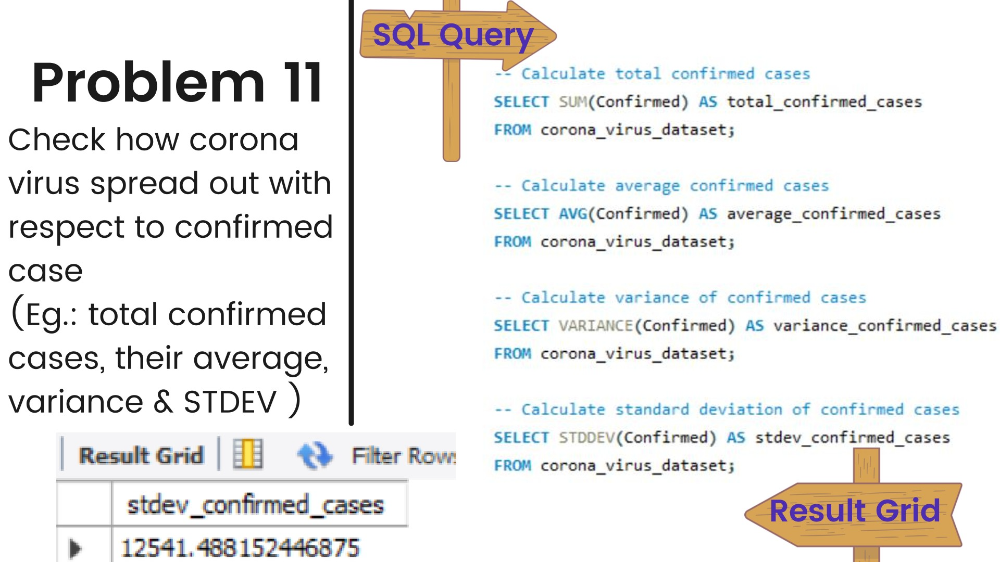 Problem 11
Check how corona
virus spread out with
respect to confirmed
case
(Eg.: total confirmed
cases, their average,
variance & STDEV )
SQL Query
-- Calculate total confirmed cases
SELECT SUM(Confirmed) AS total_confirmed_cases
FROM corona_virus_dataset;
-- Calculate average confirmed cases
SELECT AVG(Confirmed) AS average_confirmed_cases
FROM corona_virus_dataset;
-- Calculate variance of confirmed cases
SELECT VARIANCE(Confirmed) AS variance_confirmed_cases
FROM corona_virus_dataset;
-- Calculate standard deviation of confirmed cases
SELECT STDDEV(Confirmed) AS stdev_confirmed_cases
FROM corona_virus_dataset;
Result Grid
Result Grid Filter Rows
stdev_confirmed_cases
12541.488152446875